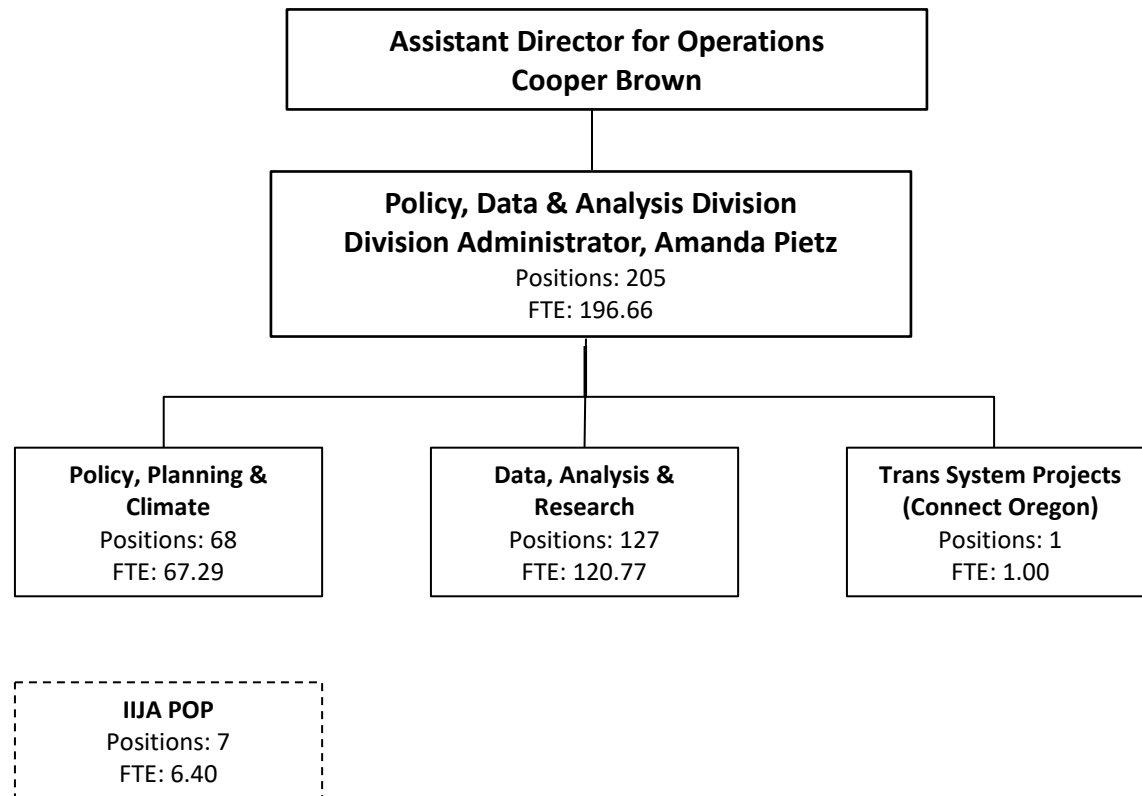 Assistant Director for Operations
Cooper Brown
Policy, Data & Analysis Division
Division Administrator, Amanda Pietz
Positions: 205
FTE: 196.66
Policy, Planning &
Climate
Positions: 68
FTE: 67.29
Data, Analysis &
Research
Positions: 127
FTE: 120.77
Trans System Projects
(Connect Oregon)
Positions: 1
FTE: 1.00
IIJA POP
Positions: 7
FTE: 6.40